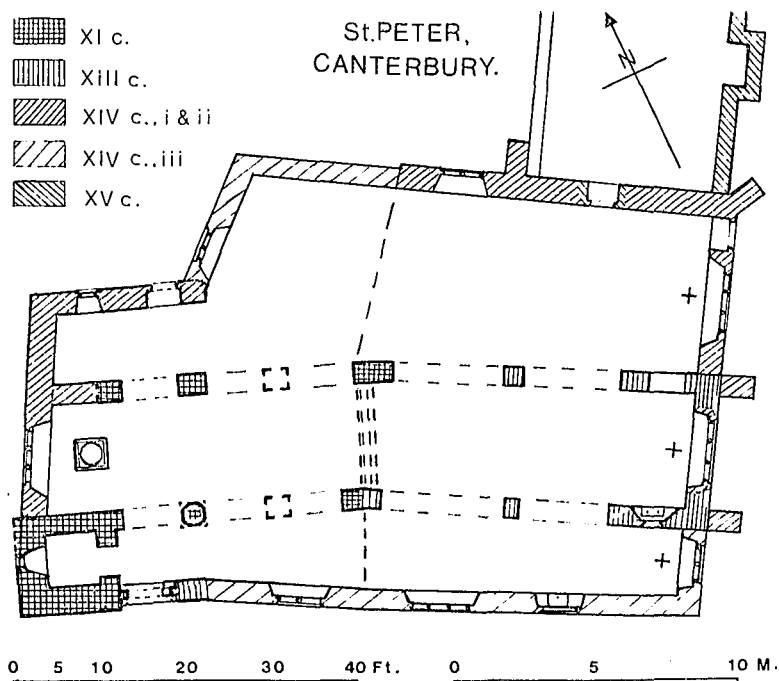 XI c.
XIII c.
XIV c., i & ii
XIV c., iii
XV c.
St.PETER,
CANTERBURY.
N
0 5 10 20 30 40 Ft.
0 5 10 M.